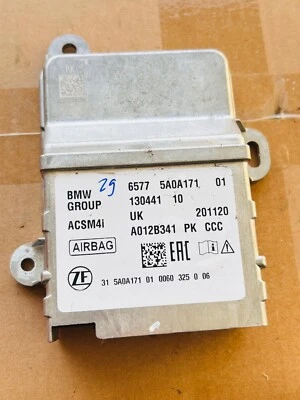 BMW GROUP 29 6577 5A0A171 01
130441 10
ACSM4i UK 201120
A012B341 PK CCC
AIRBAG
ZF EAC
31 5A0A171 01 0060 325 0 06